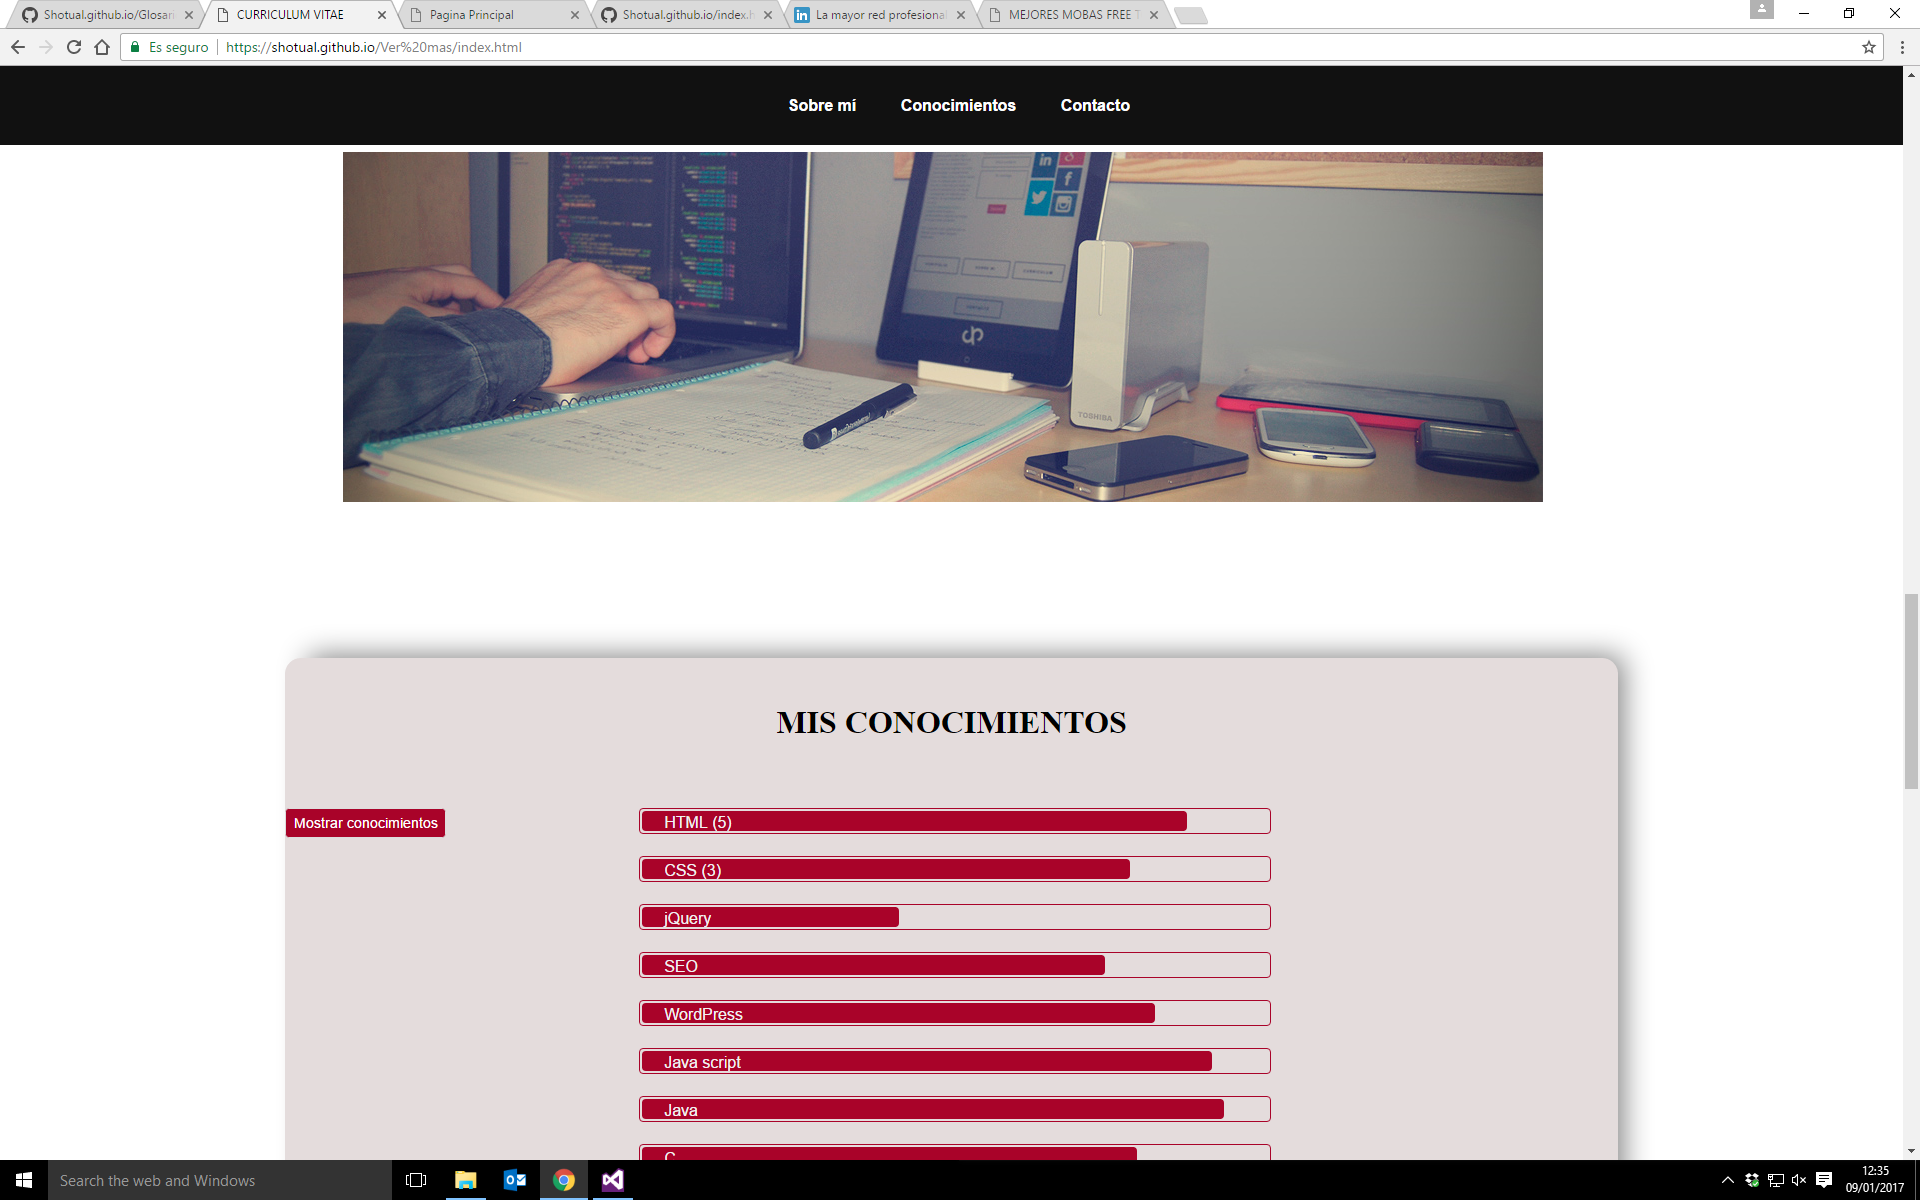 Shotual.github.io/Glosari
CURRICULUM VITAE
Pagina Principal
Shotual.github.io/index.h
La mayor red profesional
MEJORES MOBAS FREE T
Es seguro
https://shotual.github.io/Ver%20mas/index.html
Sobre mí
Conocimientos
Contacto
TOSHIBA
MIS CONOCIMIENTOS
Mostrar conocimientos
HTML (5)
CSS (3)
jQuery
SEO
WordPress
Java script
Java
C
Search the web and Windows
12:35
09/01/2017